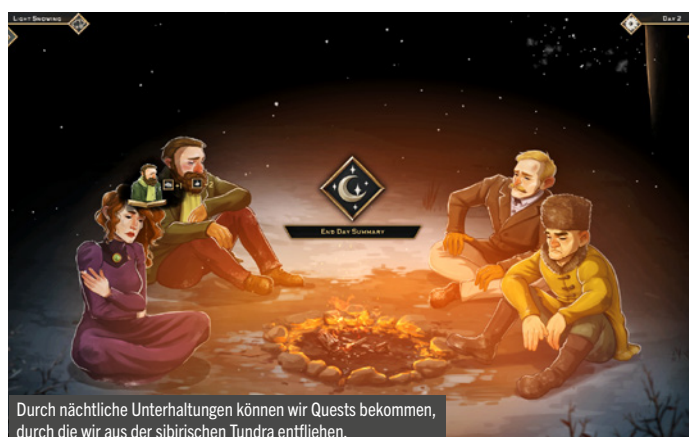 LIGHT SNOWING
DAY 2
END DAY SUMMARY
Durch nächtliche Unterhaltungen können wir Quests bekommen,
durch die wir aus der sibirischen Tundra entfliehen.